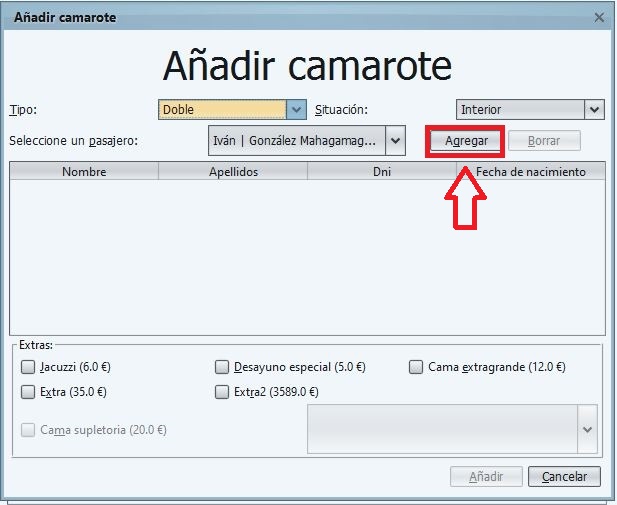 Añadir camarote
Añadir camarote
Tipo: Doble Situación: Interior
Seleccione un pasajero: Iván | González Mahagamag... Agregar Borrar
Nombre Apellidos Dni Fecha de nacimiento
Extras:
Jacuzzi (6.0 €) Desayuno especial (5.0 €) Cama extragrande (12.0 €)
Extra (35.0 €) Extra2 (3589.0 €)
Cama supletoria (20.0 €)
Añadir Cancelar